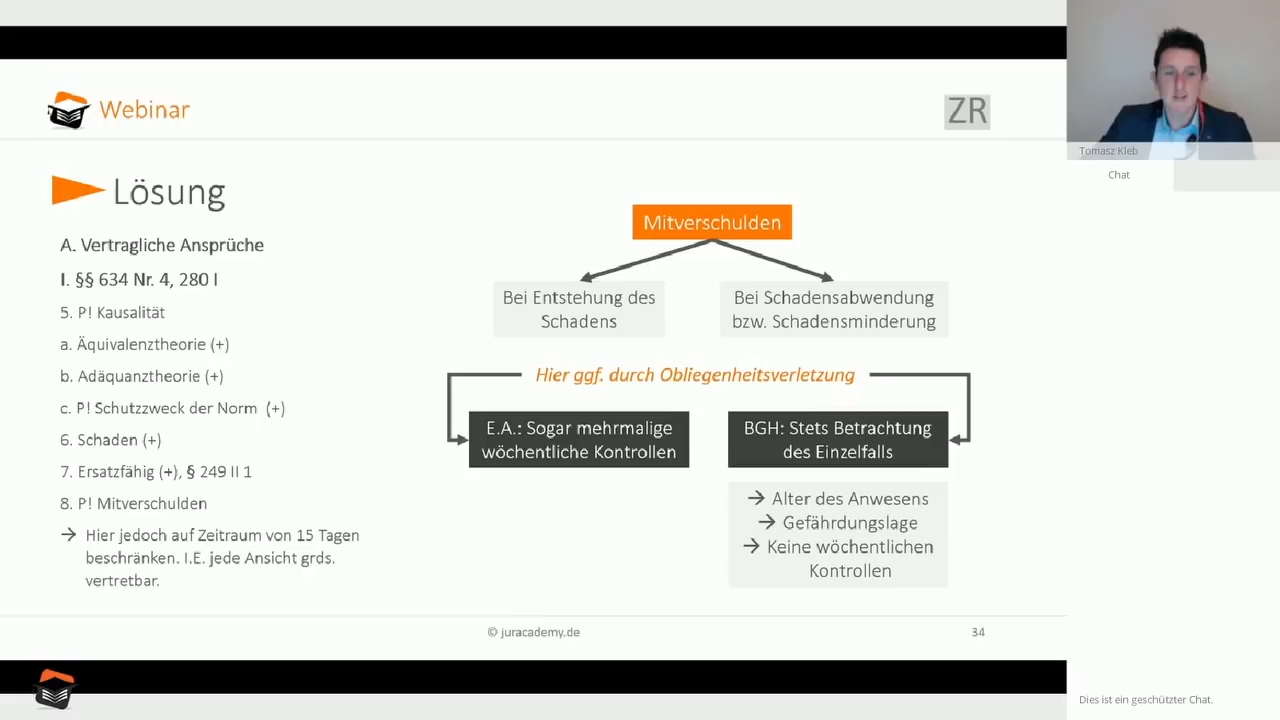 Webinar
ZR
Tomasz Kleb
Chat
Lösung
A. Vertragliche Ansprüche
I. §§ 634 Nr. 4, 280 I
5. P! Kausalität
a. Äquivalenztheorie (+)
b. Adäquanztheorie (+)
c. P! Schutzzweck der Norm (+)
6. Schaden (+)
7. Ersatzfähig (+), § 249 II 1
8. P! Mitverschulden
→ Hier jedoch auf Zeitraum von 15 Tagen
beschränken. I.E. jede Ansicht grds.
vertretbar.
Mitverschulden
Bei Entstehung des
Schadens
Bei Schadensabwendung
bzw. Schadensminderung
Hier ggf. durch Obliegenheitsverletzung
E.A.: Sogar mehrmalige
wöchentliche Kontrollen
BGH: Stets Betrachtung
des Einzelfalls
→ Alter des Anwesens
→ Gefährdungslage
→ Keine wöchentlichen
Kontrollen
© juracademy.de
34
Dies ist ein geschützter Chat.